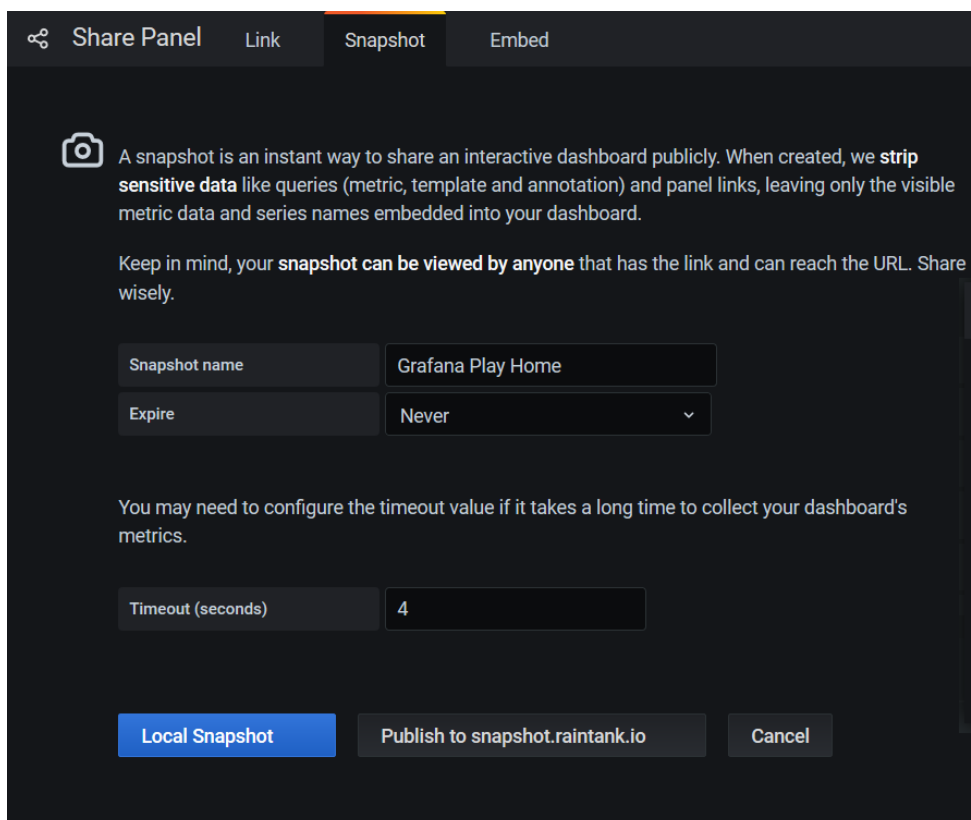 Share Panel Link Snapshot Embed
A snapshot is an instant way to share an interactive dashboard publicly. When created, we strip
sensitive data like queries (metric, template and annotation) and panel links, leaving only the visible
metric data and series names embedded into your dashboard.
Keep in mind, your snapshot can be viewed by anyone that has the link and can reach the URL. Share
wisely.
Snapshot name Grafana Play Home
Expire Never
You may need to configure the timeout value if it takes a long time to collect your dashboard's
metrics.
Timeout (seconds) 4
Local Snapshot Publish to snapshot.raintank.io Cancel